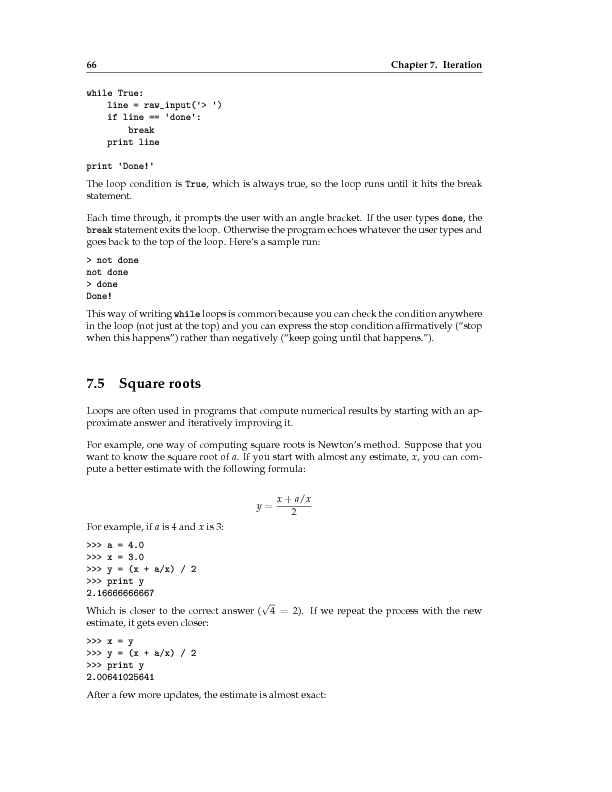 66 Chapter 7. Iteration
while True:
    line = raw_input('> ')
    if line == 'done':
        break
    print line
print 'Done!'
The loop condition is True, which is always true, so the loop runs until it hits the break
statement.
Each time through, it prompts the user with an angle bracket. If the user types done, the
break statement exits the loop. Otherwise the program echoes whatever the user types and
goes back to the top of the loop. Here's a sample run:
> not done
not done
> done
Done!
This way of writing while loops is common because you can check the condition anywhere
in the loop (not just at the top) and you can express the stop condition affirmatively (“stop
when this happens”) rather than negatively (“keep going until that happens.”).
7.5 Square roots
Loops are often used in programs that compute numerical results by starting with an ap-
proximate answer and iteratively improving it.
For example, one way of computing square roots is Newton's method. Suppose that you
want to know the square root of a. If you start with almost any estimate, x, you can com-
pute a better estimate with the following formula:
y = (x + a/x) / 2
For example, if a is 4 and x is 3:
>>> a = 4.0
>>> x = 3.0
>>> y = (x + a/x) / 2
>>> print y
2.16666666667
Which is closer to the correct answer (√4 = 2). If we repeat the process with the new
estimate, it gets even closer:
>>> x = y
>>> y = (x + a/x) / 2
>>> print y
2.00641025641
After a few more updates, the estimate is almost exact: